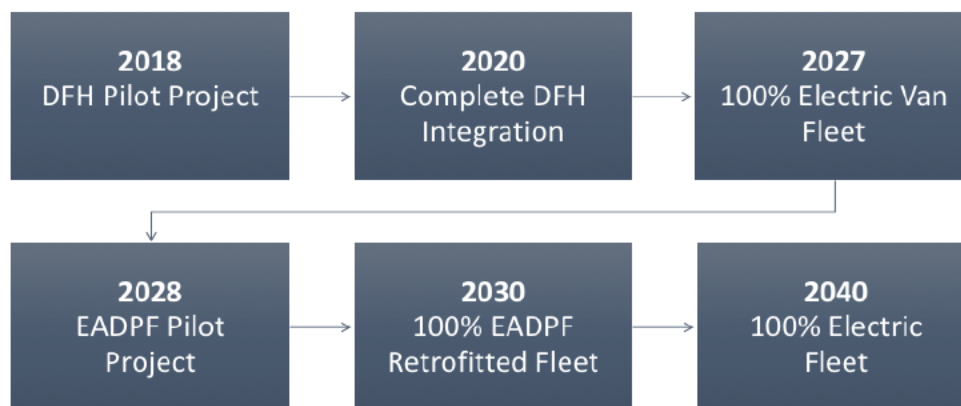 2018
DFH Pilot Project
2020
Complete DFH
Integration
2027
100% Electric Van
Fleet
2028
EADPF Pilot
Project
2030
100% EADPF
Retrofitted Fleet
2040
100% Electric
Fleet